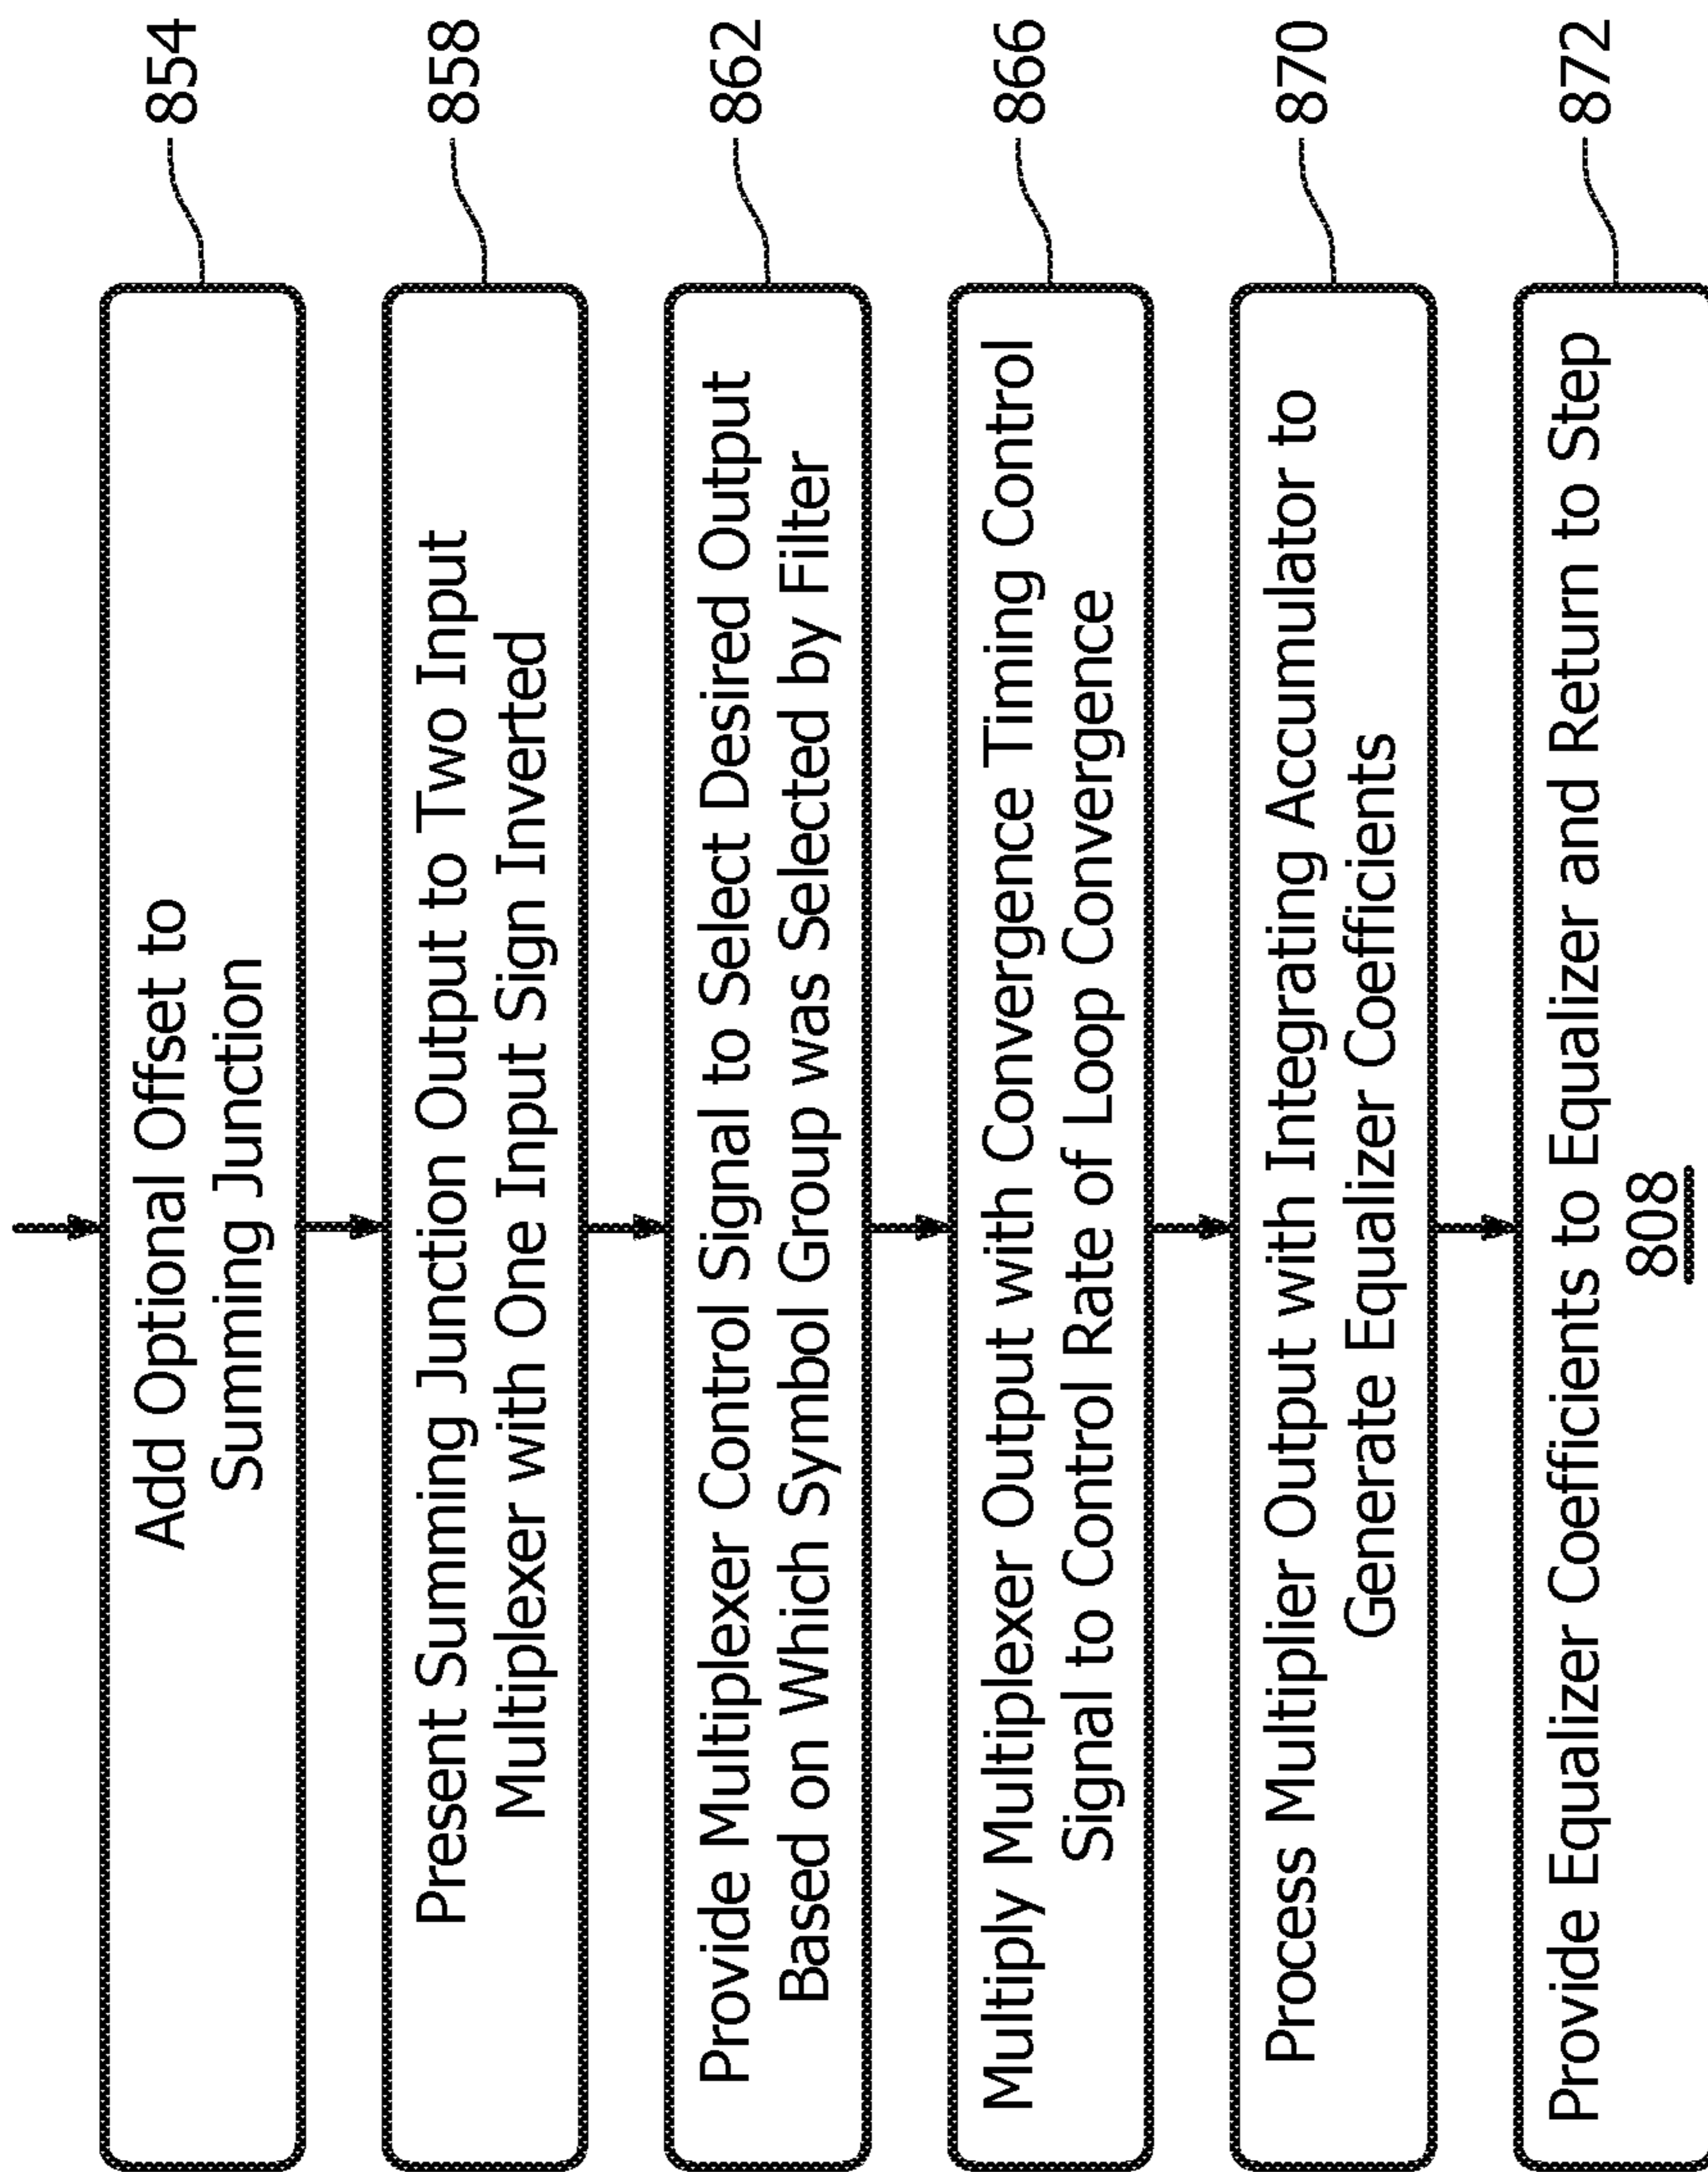 Add Optional Offset to
Summing Junction
854
Present Summing Junction Output to Two Input
Multiplexer with One Input Sign Inverted
858
Provide Multiplexer Control Signal to Select Desired Output
Based on Which Symbol Group was Selected by Filter
862
Multiply Multiplexer Output with Convergence Timing Control
Signal to Control Rate of Loop Convergence
866
Process Multiplier Output with Integrating Accumulator to
Generate Equalizer Coefficients
870
Provide Equalizer Coefficients to Equalizer and Return to Step
808
872